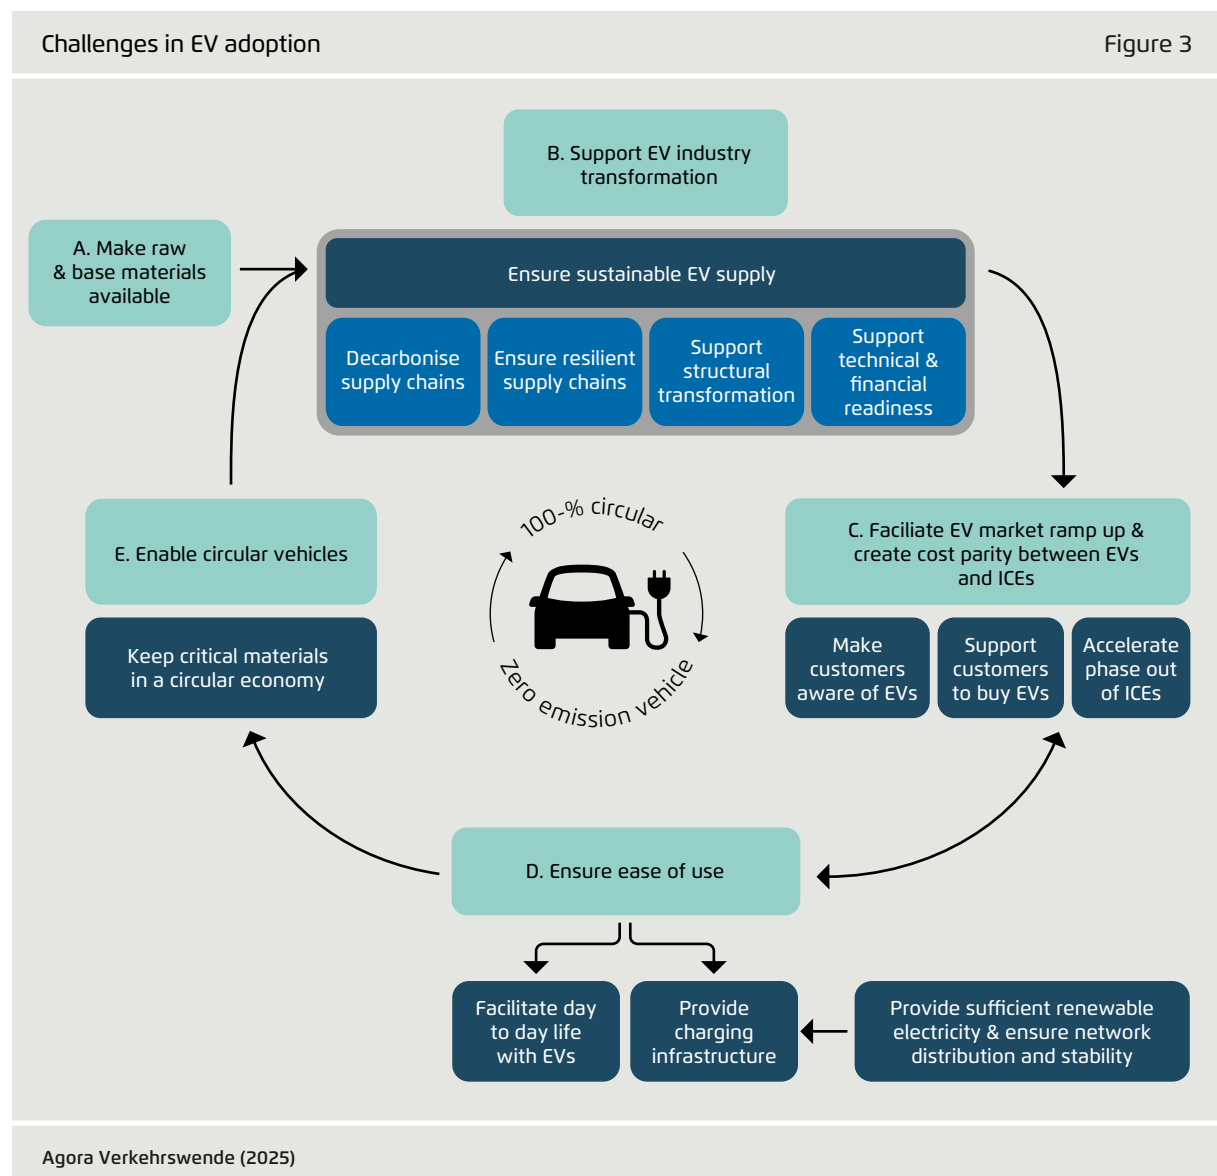 Challenges in EV adoption
Figure 3
B. Support EV industry
transformation
A. Make raw
& base materials
available
Ensure sustainable EV supply
Decarbonise
supply chains
Ensure resilient
supply chains
Support
structural
transformation
Support
technical &
financial
readiness
E. Enable circular vehicles
Keep critical materials
in a circular economy
100-% circular
Zero emission vehicle
C. Faciliate EV market ramp up &
create cost parity between EVs
and ICEs
Make
customers
aware of EVs
Support
customers
to buy EVs
Accelerate
phase out
of ICEs
D. Ensure ease of use
Facilitate day
to day life
with EVs
Provide
charging
infrastructure
Provide sufficient renewable
electricity & ensure network
distribution and stability
Agora Verkehrswende (2025)